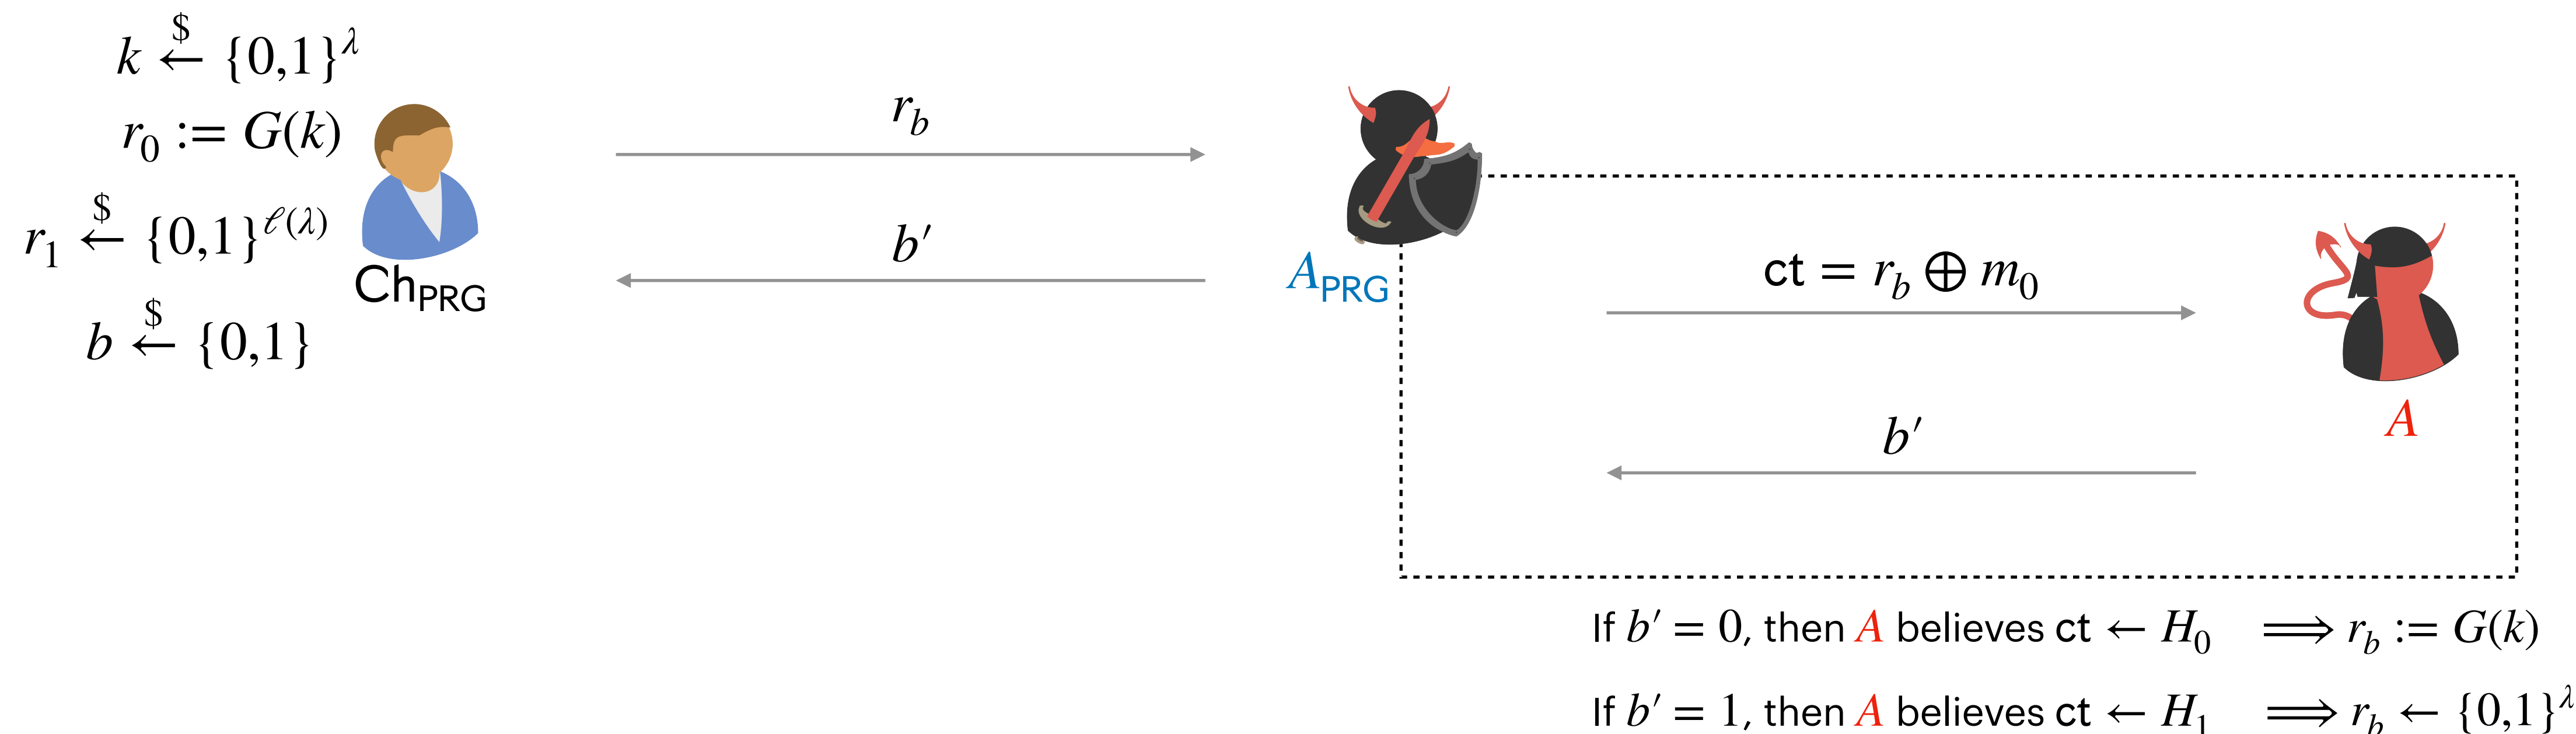 k $← {0,1}^λ
r_0 := G(k)
r_1 $← {0,1}^ℓ(λ)
b $← {0,1}
Ch_PRG
r_b
b′
A_PRG
ct = r_b ⊕ m_0
b′
A
If b′ = 0, then A believes ct ← H_0 ⟹ r_b := G(k)
If b′ = 1, then A believes ct ← H_1 ⟹ r_b ← {0,1}^λ